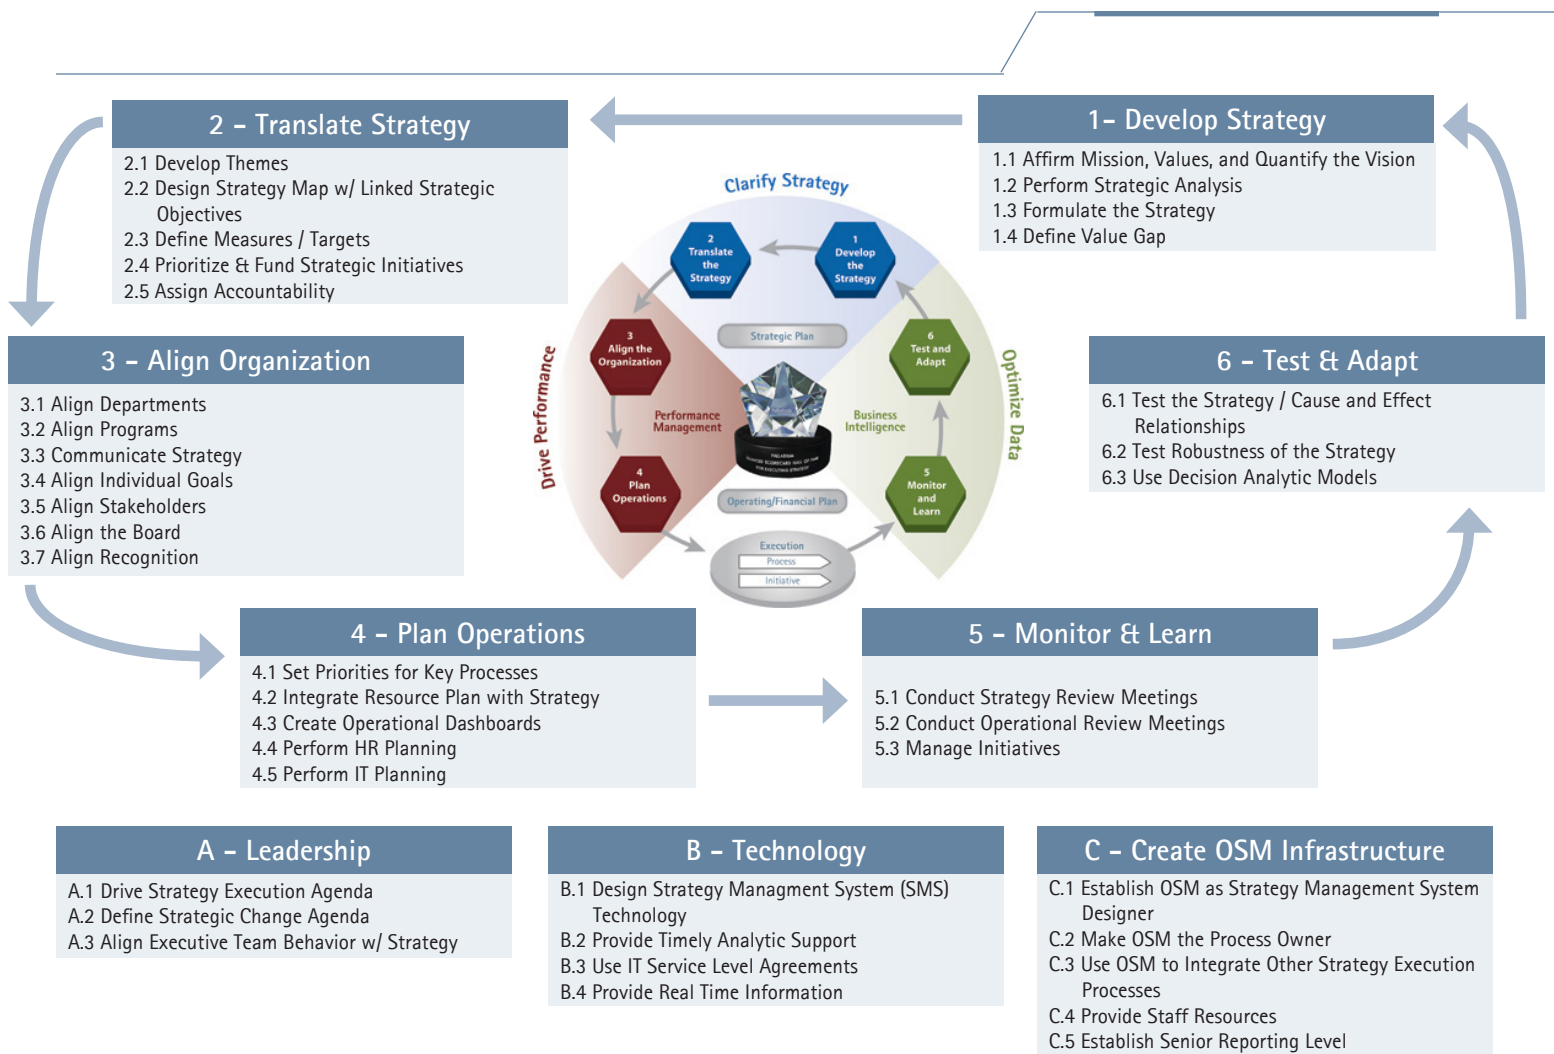 2 - Translate Strategy
2.1 Develop Themes
2.2 Design Strategy Map w/ Linked Strategic
Objectives
2.3 Define Measures / Targets
2.4 Prioritize & Fund Strategic Initiatives
2.5 Assign Accountability
1- Develop Strategy
1.1 Affirm Mission, Values, and Quantify the Vision
1.2 Perform Strategic Analysis
1.3 Formulate the Strategy
1.4 Define Value Gap
Clarify Strategy
2
Translate
the
Strategy
1
Develop
the
Strategy
Drive Performance
3
Align the
Organization
Strategic Plan
6
Test and
Adapt
Optimize Data
Performance
Management
Business
Intelligence
PALLADIUM
BALANCED SCORECARD HALL OF FAME
FOR EXECUTING STRATEGY
4
Plan
Operations
Operating/Financial Plan
5
Monitor
and
Learn
Execution
Process
Initiative
3 - Align Organization
3.1 Align Departments
3.2 Align Programs
3.3 Communicate Strategy
3.4 Align Individual Goals
3.5 Align Stakeholders
3.6 Align the Board
3.7 Align Recognition
6 - Test & Adapt
6.1 Test the Strategy / Cause and Effect
Relationships
6.2 Test Robustness of the Strategy
6.3 Use Decision Analytic Models
4 - Plan Operations
4.1 Set Priorities for Key Processes
4.2 Integrate Resource Plan with Strategy
4.3 Create Operational Dashboards
4.4 Perform HR Planning
4.5 Perform IT Planning
5 - Monitor & Learn
5.1 Conduct Strategy Review Meetings
5.2 Conduct Operational Review Meetings
5.3 Manage Initiatives
A - Leadership
A.1 Drive Strategy Execution Agenda
A.2 Define Strategic Change Agenda
A.3 Align Executive Team Behavior w/ Strategy
B - Technology
B.1 Design Strategy Managment System (SMS)
Technology
B.2 Provide Timely Analytic Support
B.3 Use IT Service Level Agreements
B.4 Provide Real Time Information
C - Create OSM Infrastructure
C.1 Establish OSM as Strategy Management System
Designer
C.2 Make OSM the Process Owner
C.3 Use OSM to Integrate Other Strategy Execution
Processes
C.4 Provide Staff Resources
C.5 Establish Senior Reporting Level